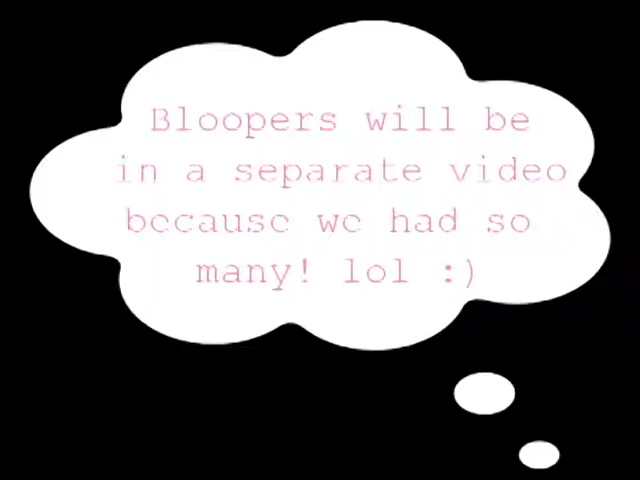 Bloopers will be
in a separate video
because we had so
many! lol :)